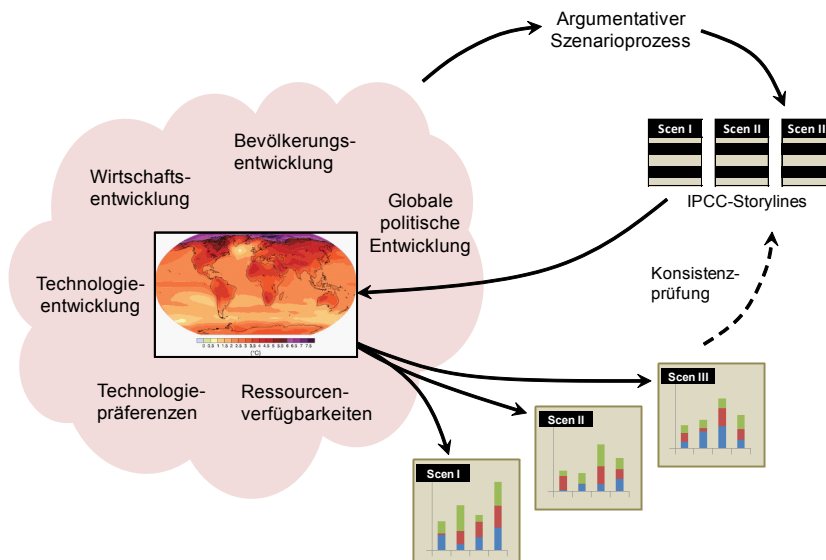 Argumentativer
Szenarioprozess
Bevölkerungs-
entwicklung
Wirtschafts-
entwicklung
Globale
politische
Entwicklung
Technologie-
entwicklung
Technologie-
präferenzen
Ressourcen-
verfügbarkeiten
(°C)
Scen I
Scen II
Scen II
IPCC-Storylines
Konsistenz-
prüfung
Scen III
Scen II
Scen I